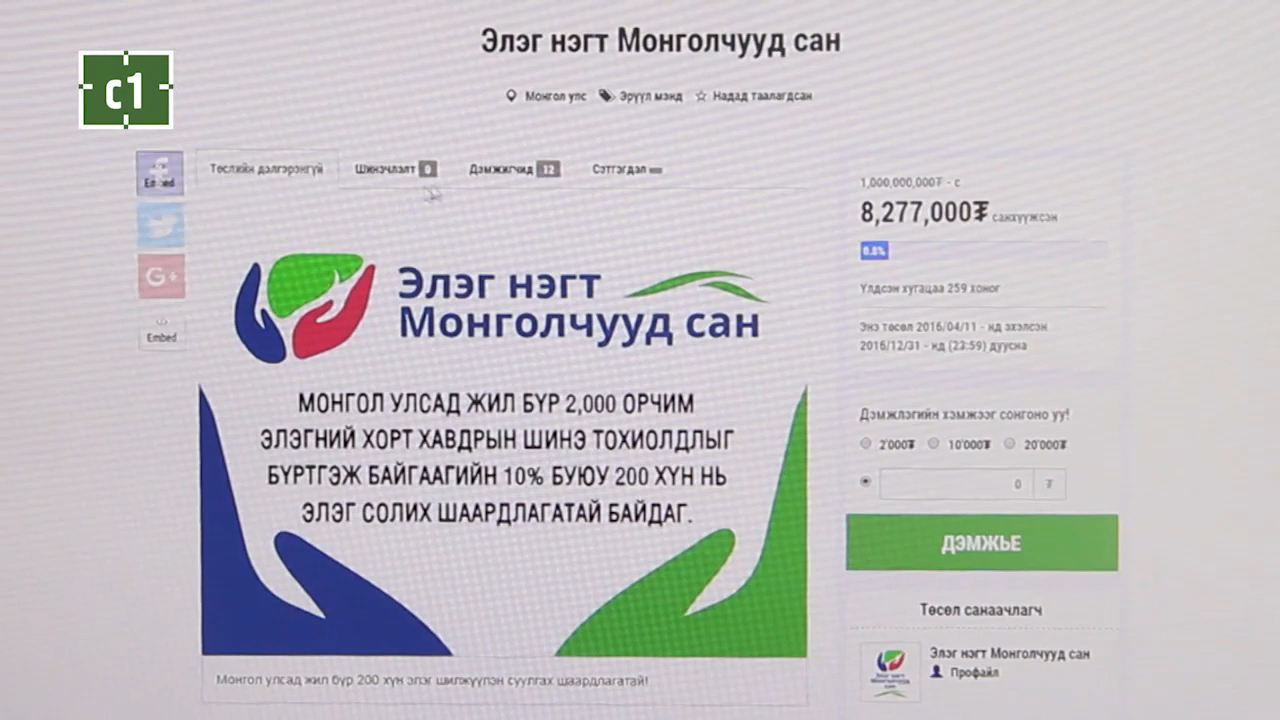 Элэг нэгт Монголчууд сан
c1
Монгол улс Эрүүл мэнд Надад таалагдсан
Embed
Төслийн дэлгэрэнгүй Шинэчлэлт 0 Дэмжигчид 12 Сэтгэгдэл
G+
Embed
Элэг нэгт
Монголчууд сан
МОНГОЛ УЛСАД ЖИЛ БҮР 2,000 ОРЧИМ
ЭЛЭГНИЙ ХОРТ ХАВДРЫН ШИНЭ ТОХИОЛДЛЫГ
БҮРТГЭЖ БАЙГААГИЙН 10% БУЮУ 200 ХҮН НЬ
ЭЛЭГ СОЛИХ ШААРДЛАГАТАЙ БАЙДАГ.
Монгол улсад жил бүр 200 хүн элэг шилжүүлэн суулгах шаардлагатай!
1,000,000,000₮ - с
8,277,000₮ санхүүжсэн
0.8%
Үлдсэн хугацаа 259 хоног
Энэ төсөл 2016/04/11 - нд эхэлсэн
2016/12/31 - нд (23:59) дуусна
Дэмжлэгийн хэмжээг сонгоно уу!
2'000₮ 10'000₮ 20'000₮
0 ₮
ДЭМЖЬЕ
Төсөл санаачлагч
Элэг нэгт Монголчууд сан
Профайл
Элэг нэгт
Монголчууд
сан